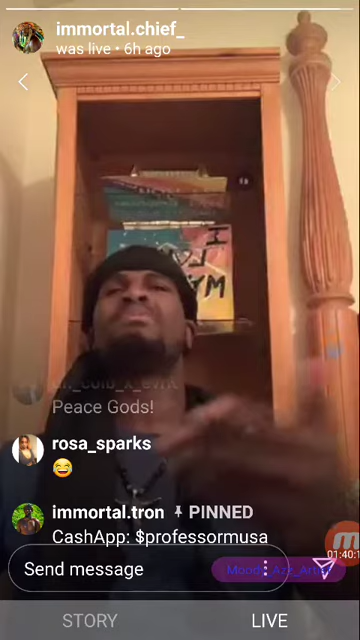 immortal.chief_
was live • 6h ago
I
MY
Peace Gods!
rosa_sparks
😂
immortal.tron PINNED
CashApp: $professormusa
Send message
01:40:1
STORY LIVE